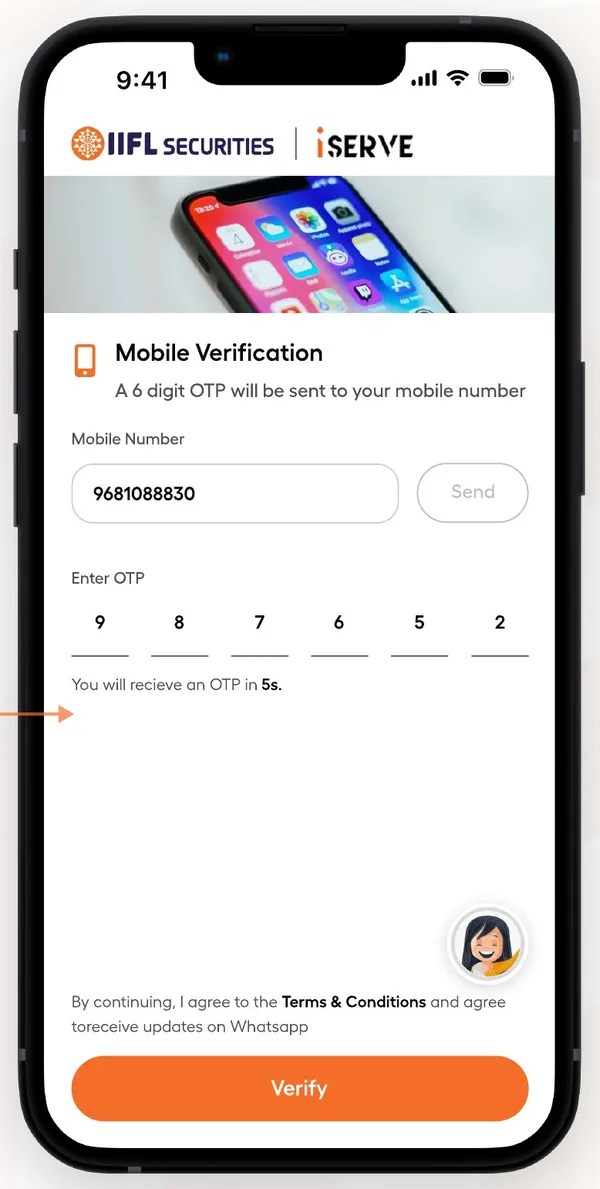 9:41
IIFL SECURITIES | iSERVE
Mobile Verification
A 6 digit OTP will be sent to your mobile number
Mobile Number
9681088830 Send
Enter OTP
9 8 7 6 5 2
You will recieve an OTP in 5s.
By continuing, I agree to the Terms & Conditions and agree
toreceive updates on Whatsapp
Verify